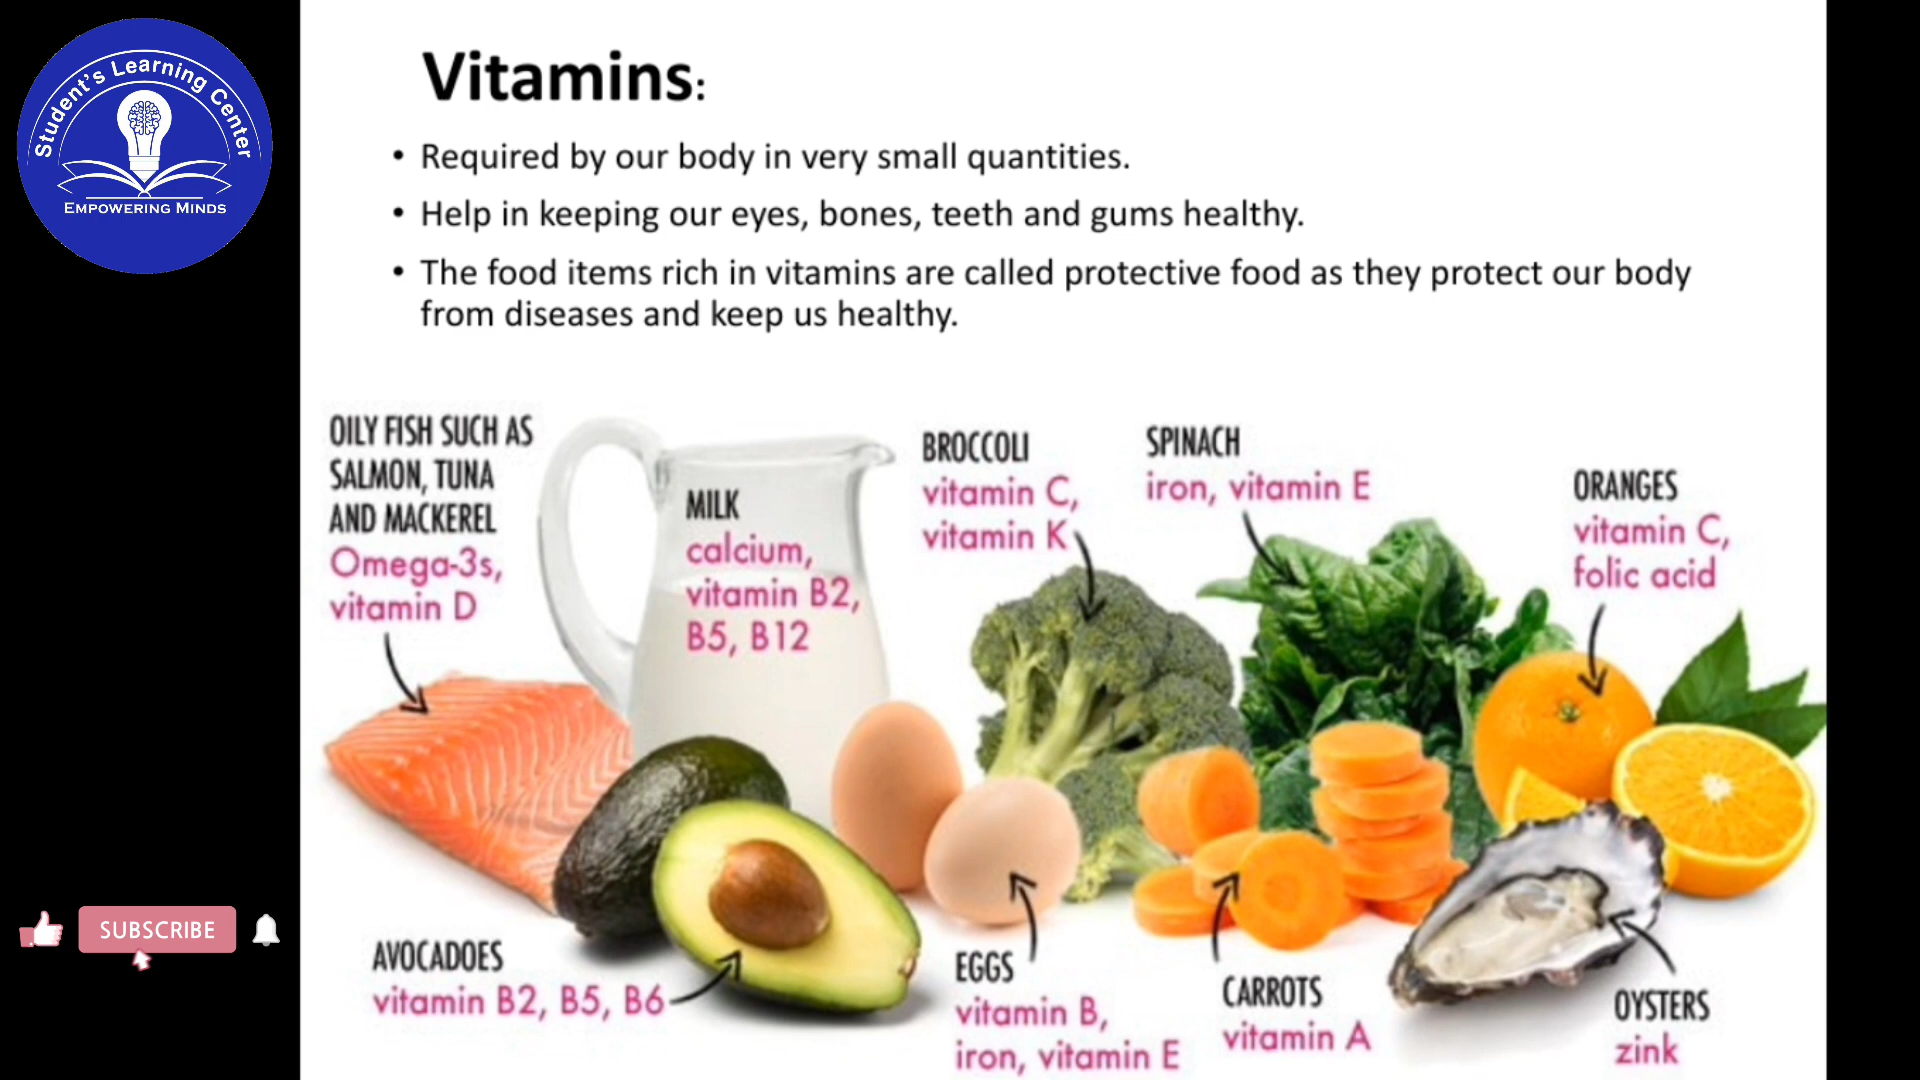 Student's Learning Center
EMPOWERING MINDS
Vitamins:
• Required by our body in very small quantities.
• Help in keeping our eyes, bones, teeth and gums healthy.
• The food items rich in vitamins are called protective food as they protect our body
from diseases and keep us healthy.
OILY FISH SUCH AS
SALMON, TUNA
AND MACKEREL
Omega-3s,
vitamin D
MILK
calcium,
vitamin B2,
B5, B12
BROCCOLI
vitamin C,
vitamin K
SPINACH
iron, vitamin E
ORANGES
vitamin C,
folic acid
AVOCADOES
vitamin B2, B5, B6
EGGS
vitamin B,
iron, vitamin E
CARROTS
vitamin A
OYSTERS
zink
SUBSCRIBE